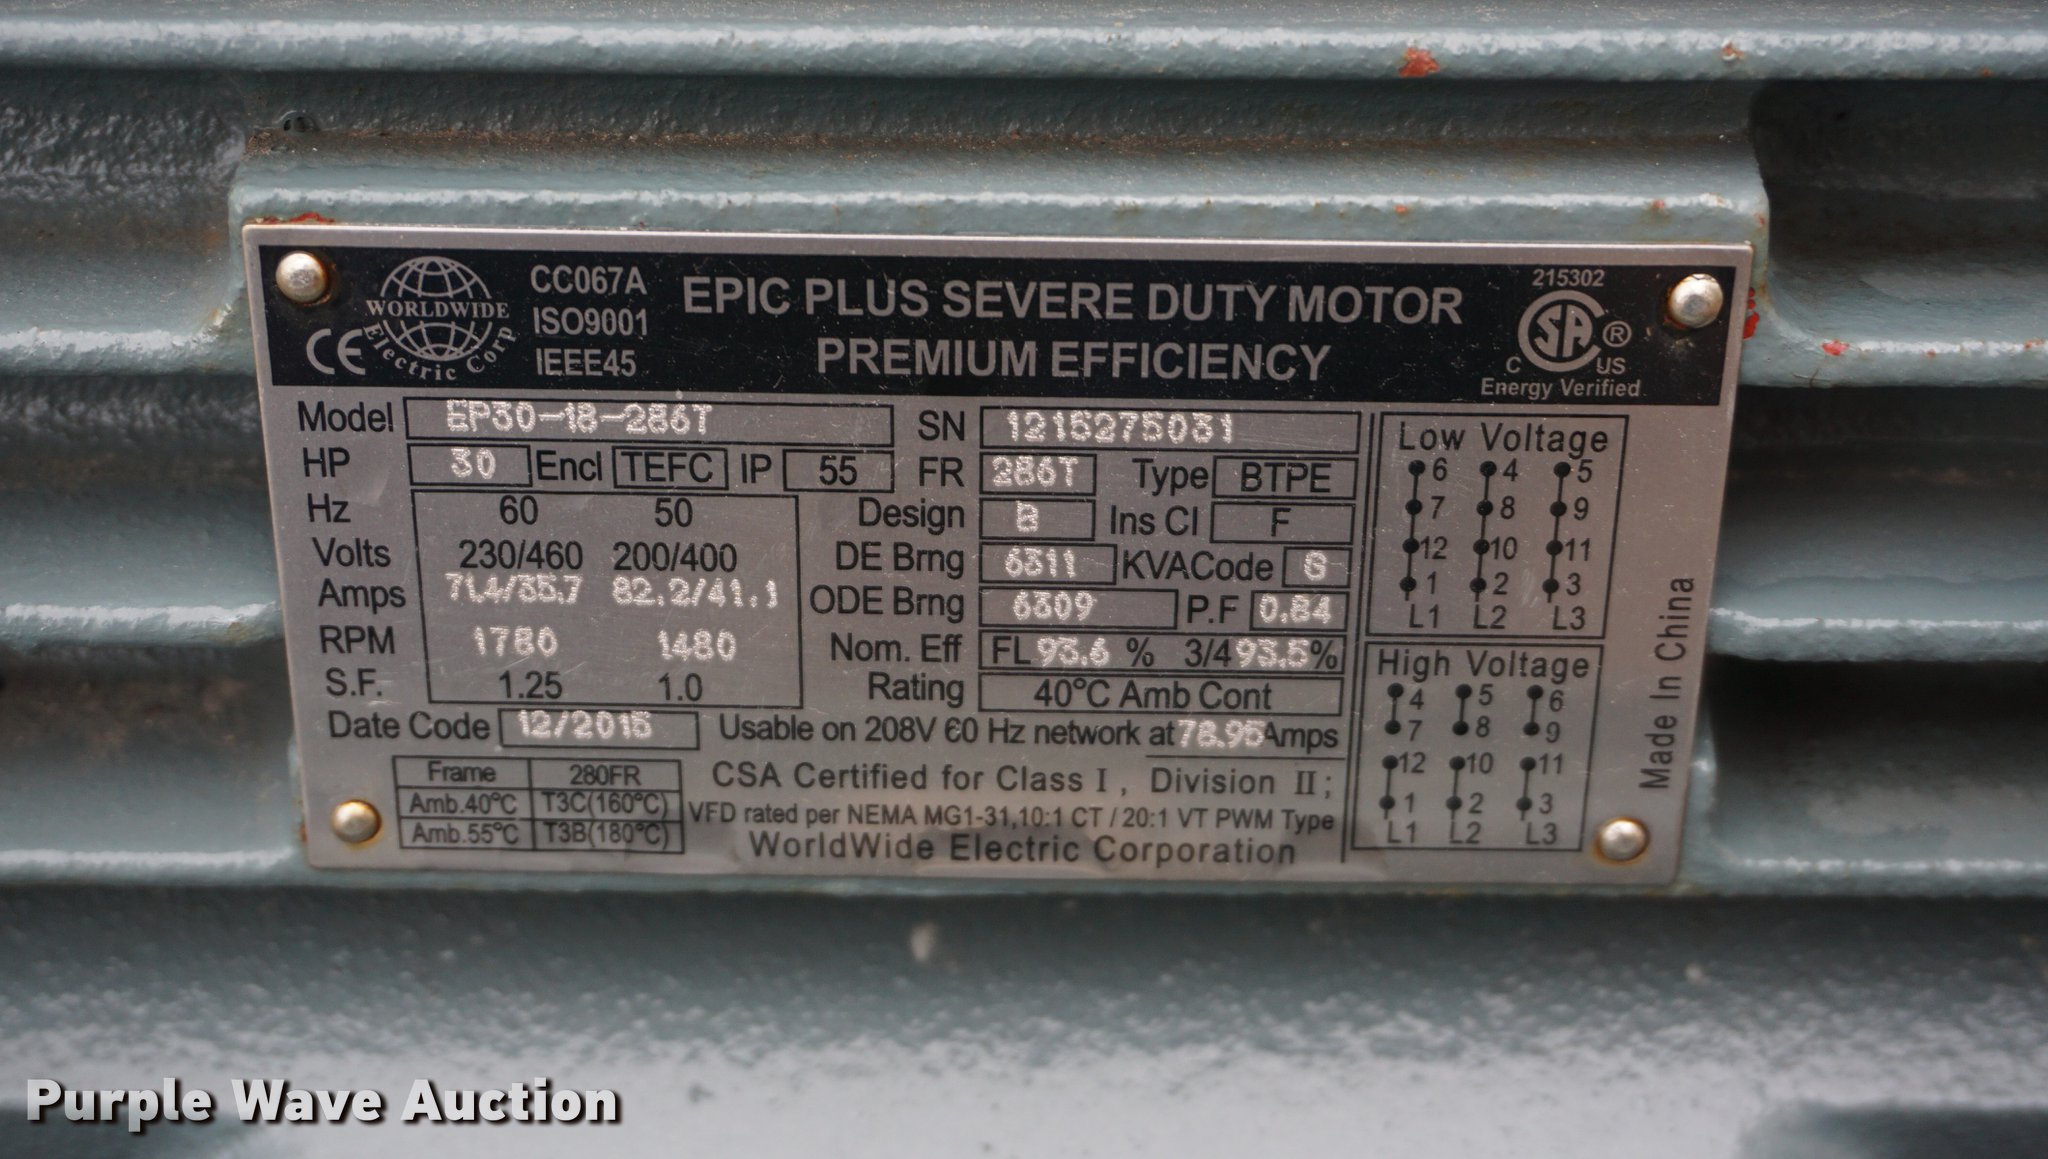 215302
CC067A
WORLDWIDE
Electric Corp
CE
ISO9001
IEEE45
EPIC PLUS SEVERE DUTY MOTOR
PREMIUM EFFICIENCY
SA ®
C US
Energy Verified
Model EP30-18-286T SN 1215275031
HP 30 Encl TEFC IP 55 FR 286T Type BTPE
Hz 60 50 Design B Ins Cl F
Volts 230/460 200/400 DE Brng 6311 KVACode G
Amps 71.4/35.7 82.2/41.1 ODE Brng 6309 P.F 0.84
RPM 1780 1480 Nom. Eff FL 93.6 % 3/4 93.5%
S.F. 1.25 1.0 Rating 40°C Amb Cont
Date Code 12/2015 Usable on 208V 60 Hz network at 78.95 Amps
Frame 280FR
Amb.40°C T3C(160°C)
Amb.55°C T3B(180°C)
CSA Certified for Class I, Division II;
VFD rated per NEMA MG1-31,10:1 CT / 20:1 VT PWM Type
WorldWide Electric Corporation
Low Voltage
6 4 5
7 8 9
12 10 11
1 2 3
L1 L2 L3
High Voltage
4 5 6
7 8 9
12 10 11
1 2 3
L1 L2 L3
Made In China
Purple Wave Auction